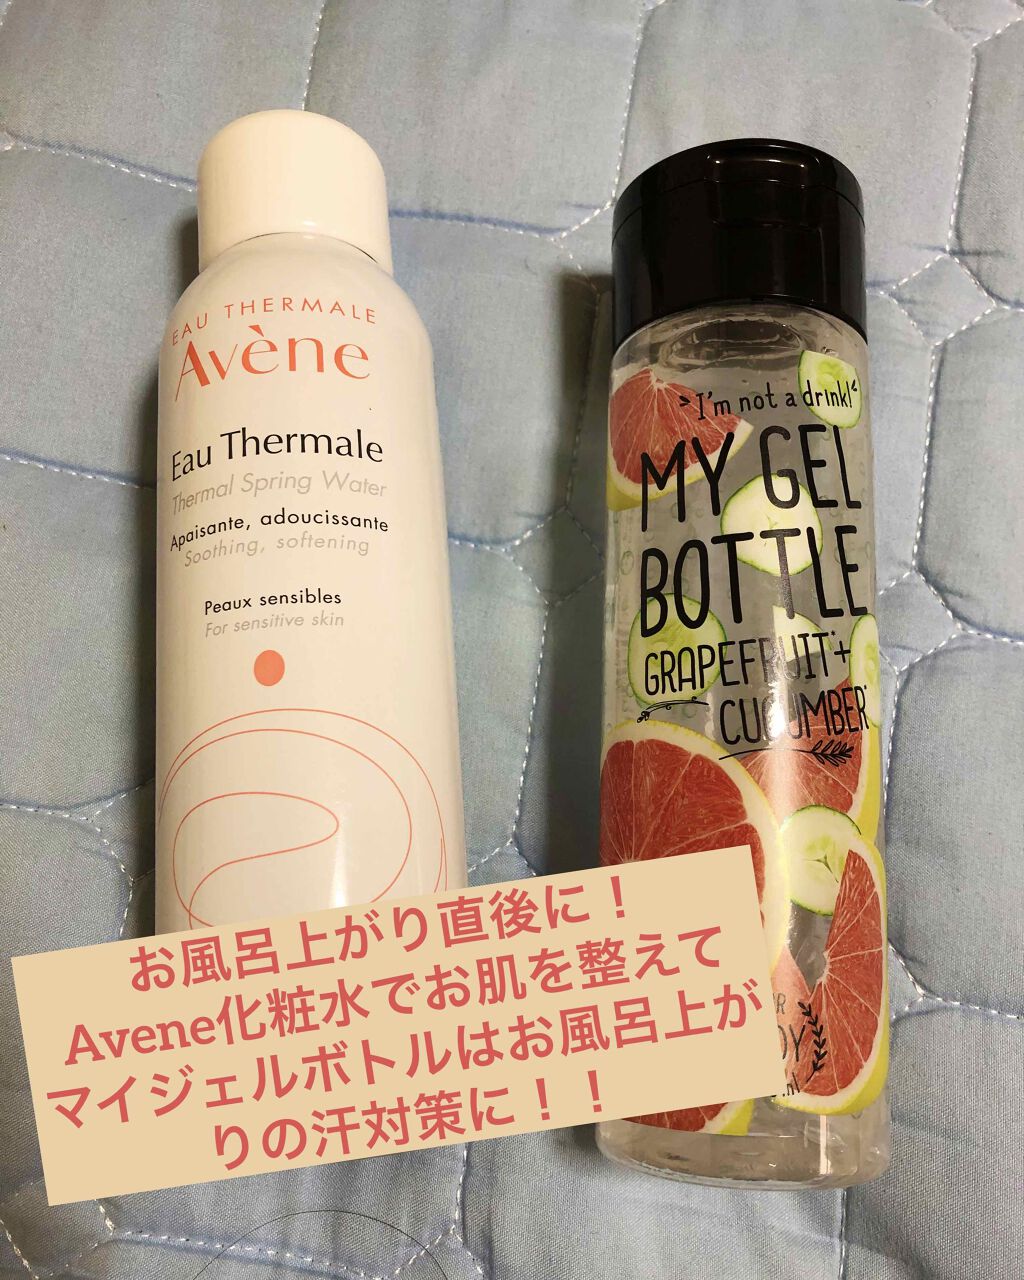 EAU THERMALE
Avène
Eau Thermale
Thermal Spring Water
Apaisante, adoucissante
Soothing, softening
Peaux sensibles
For sensitive skin
"I'm not a drink!"
MY GEL
BOTTLE
GRAPEFRUIT*+
CUCUMBER*
お風呂上がり直後に！
Avene化粧水でお肌を整えて
マイジェルボトルはお風呂上が
りの汗対策に！！